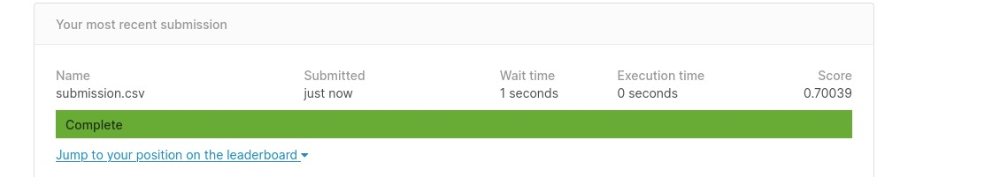 Your most recent submission
Name Submitted Wait time Execution time Score
submission.csv just now 1 seconds 0 seconds 0.70039
Complete
Jump to your position on the leaderboard